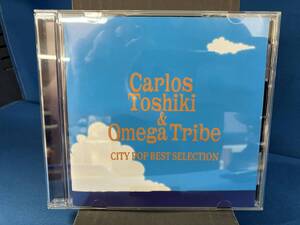 Carlos
Toshiki
&
Omega Tribe
CITY POP BEST SELECTION